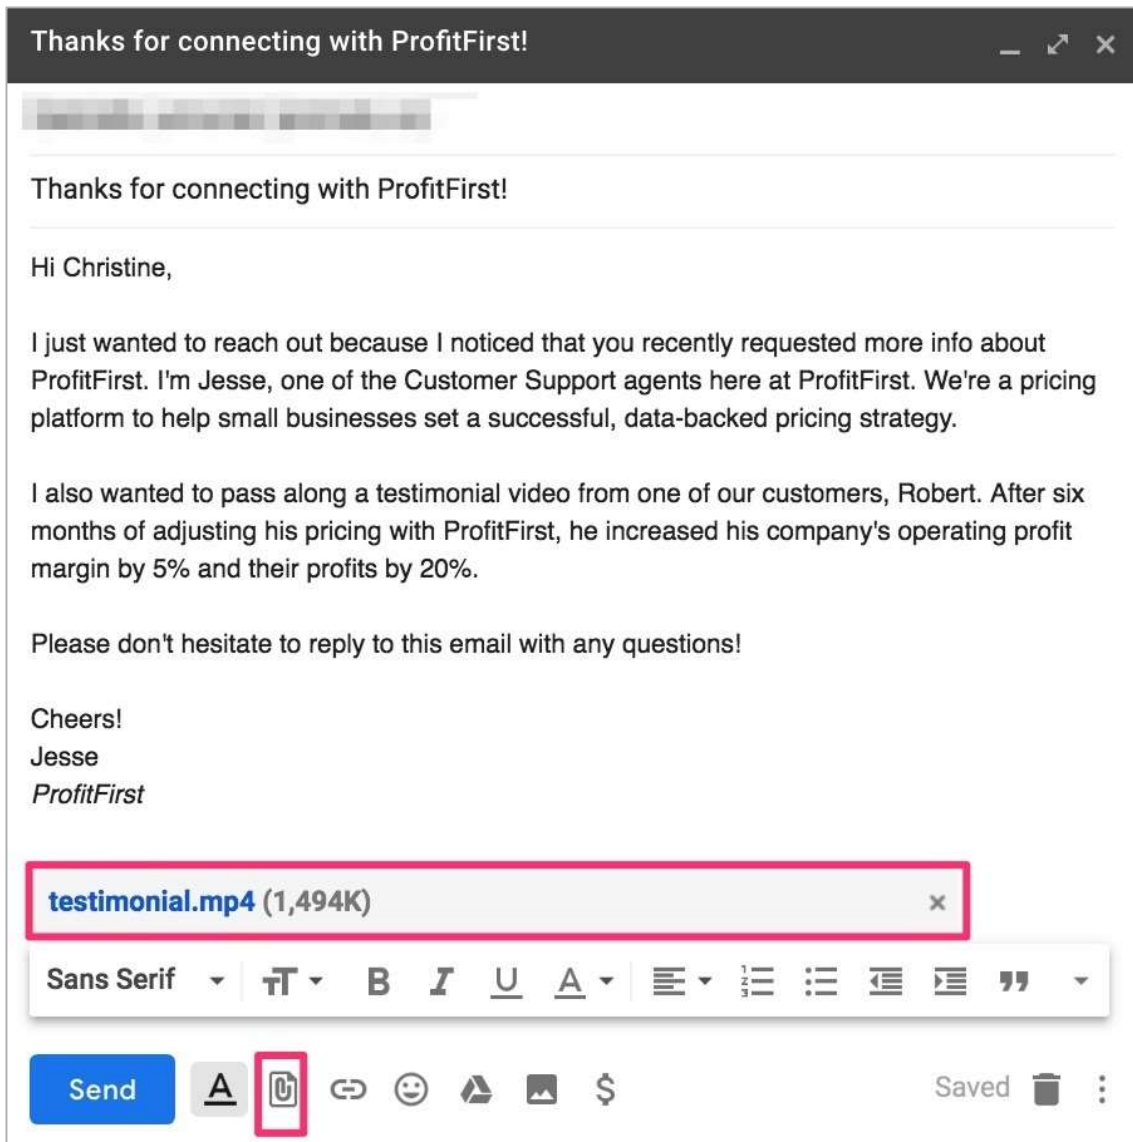 Thanks for connecting with ProfitFirst!
Thanks for connecting with ProfitFirst!
Hi Christine,
I just wanted to reach out because I noticed that you recently requested more info about
ProfitFirst. I'm Jesse, one of the Customer Support agents here at ProfitFirst. We're a pricing
platform to help small businesses set a successful, data-backed pricing strategy.
I also wanted to pass along a testimonial video from one of our customers, Robert. After six
months of adjusting his pricing with ProfitFirst, he increased his company's operating profit
margin by 5% and their profits by 20%.
Please don't hesitate to reply to this email with any questions!
Cheers!
Jesse
ProfitFirst
testimonial.mp4 (1,494K)
Sans Serif
Send
Saved